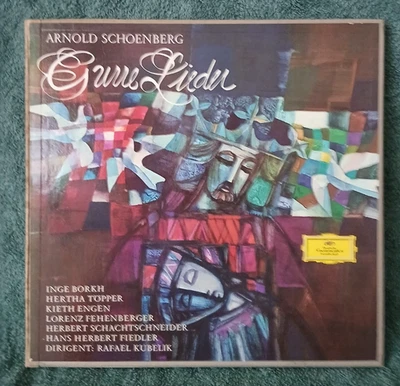 ARNOLD SCHOENBERG
Gurre Lieder
INGE BORKH
HERTHA TÖPPER
KIETH ENGEN
LORENZ FEHENBERGER
HERBERT SCHACHTSCHNEIDER
HANS HERBERT FIEDLER
DIRIGENT: RAFAEL KUBELIK